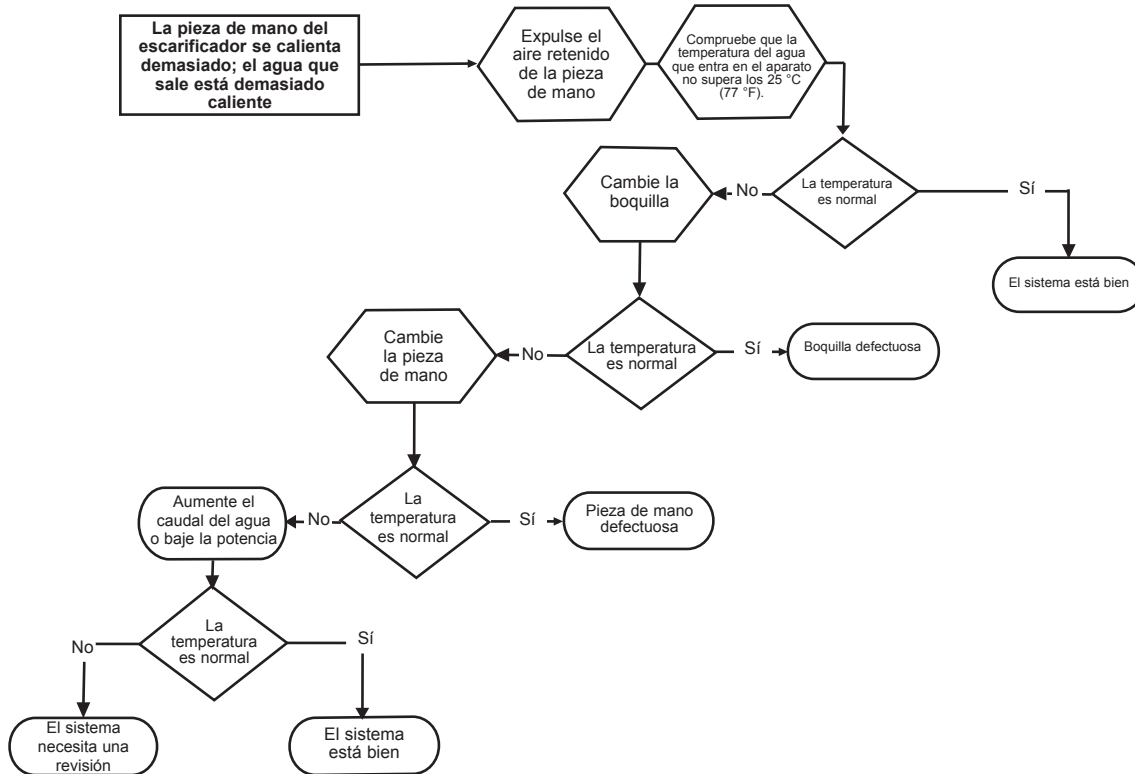 La pieza de mano del
escarificador se calienta
demasiado; el agua que
sale está demasiado
caliente
Expulse el
aire retenido
de la pieza
de mano
Compruebe que la
temperatura del agua
que entra en el aparato
no supera los 25 °C
(77 °F).
La temperatura
es normal
No
Sí
Cambie la
boquilla
El sistema está bien
La temperatura
es normal
No
Sí
Boquilla defectuosa
Cambie
la pieza
de mano
La
temperatura
es normal
No
Sí
Pieza de mano
defectuosa
Aumente el
caudal del agua
o baje la potencia
La
temperatura
es normal
No
Sí
El sistema
necesita una
revisión
El sistema
está bien